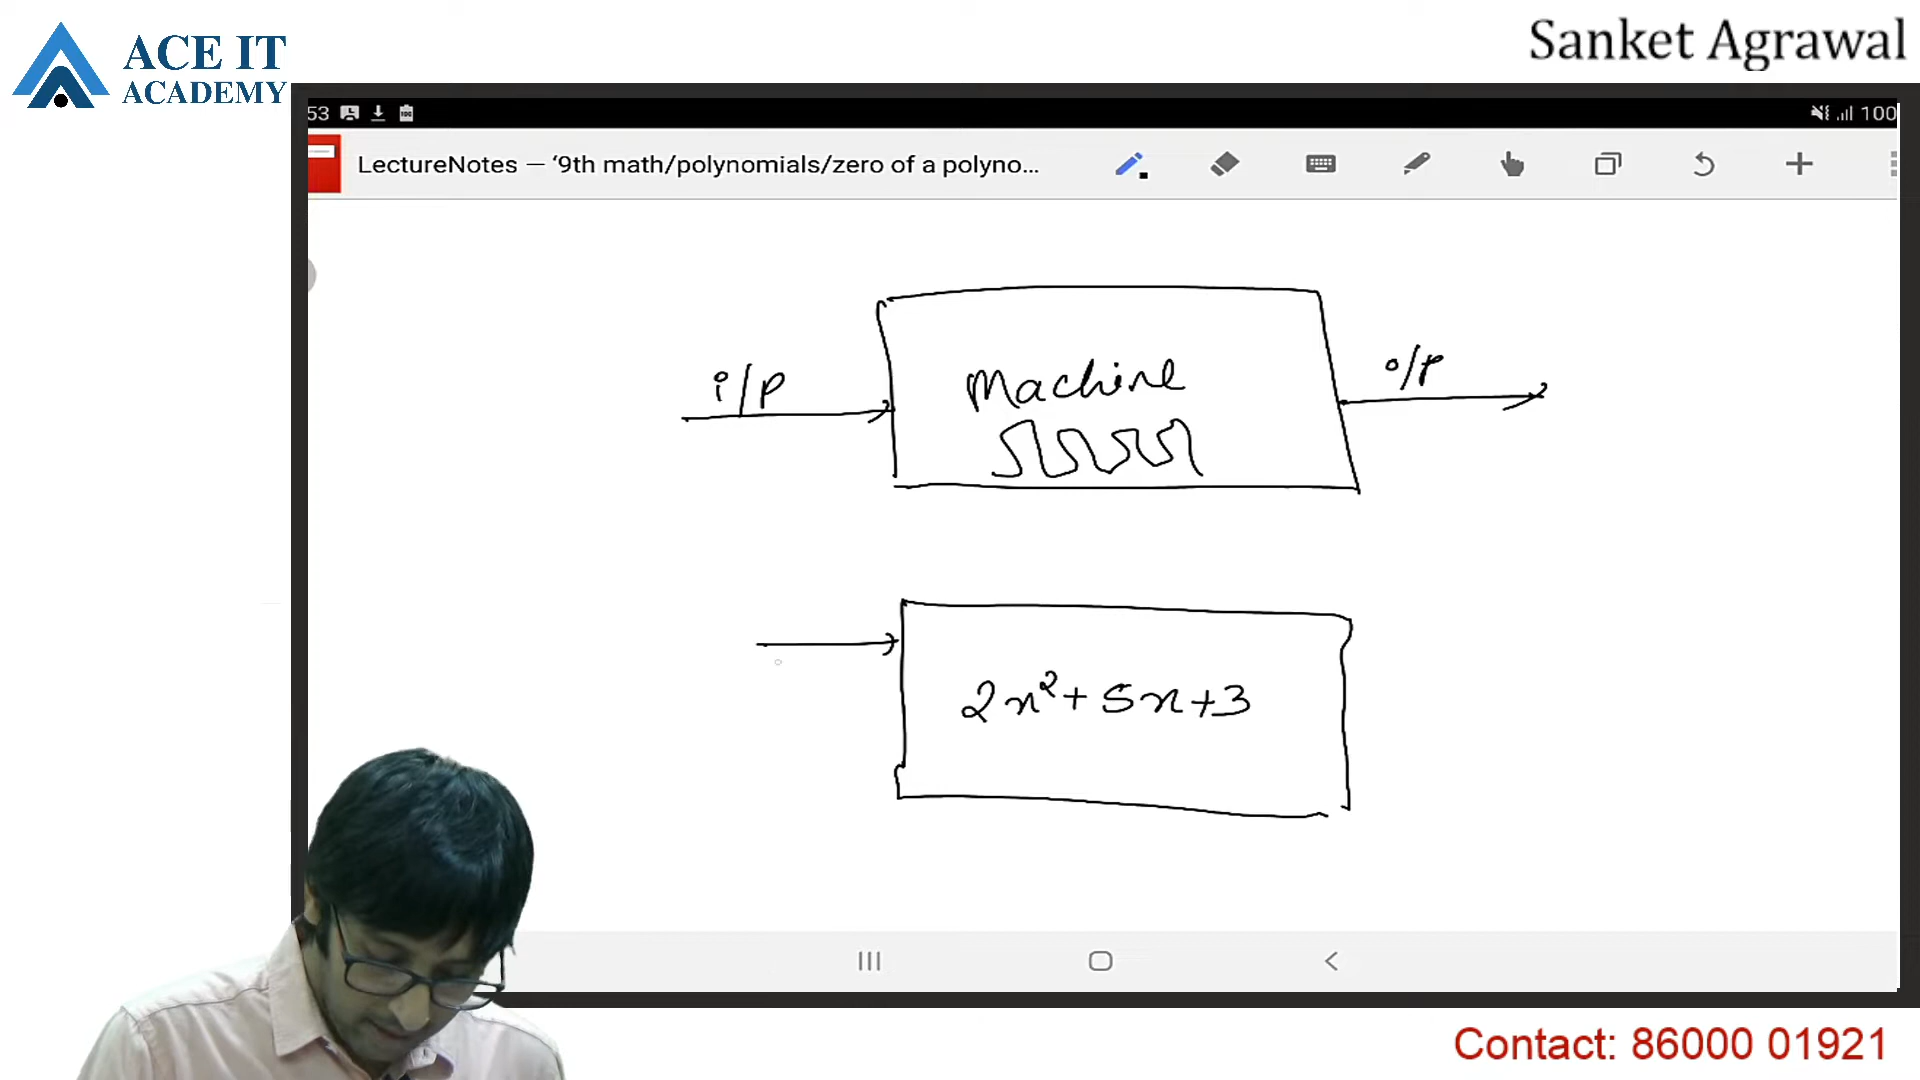 ACE IT
ACADEMY
Sanket Agrawal
53
100
LectureNotes — ‘9th math/polynomials/zero of a polyno...
i/p
Machine
o/p
2x²+5x+3
Contact: 86000 01921